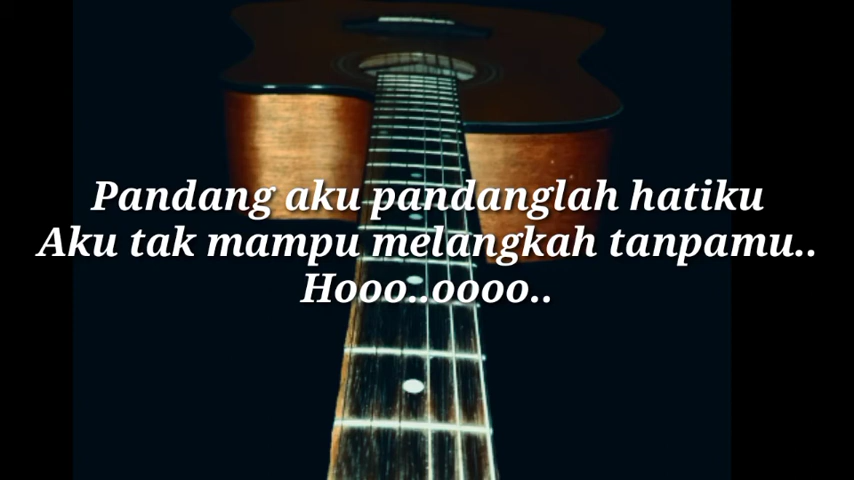 Pandang aku pandanglah hatiku
Aku tak mampu melangkah tanpamu..
Hooo..oooo..